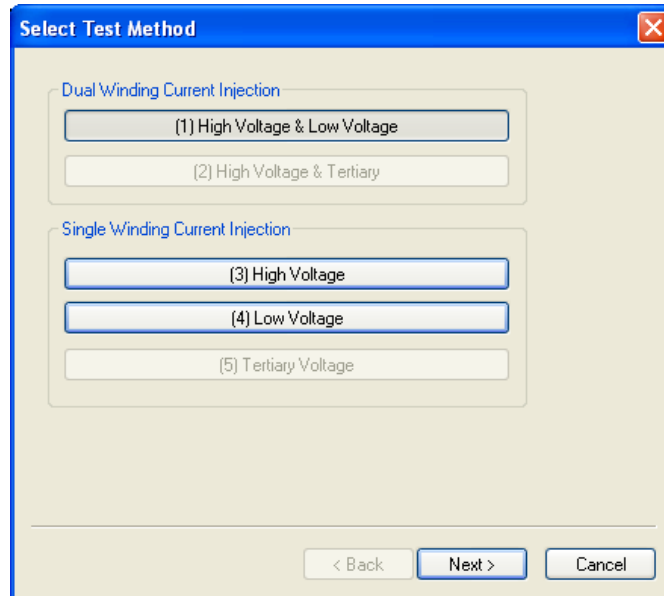 Select Test Method
Dual Winding Current Injection
(1) High Voltage & Low Voltage
(2) High Voltage & Tertiary
Single Winding Current Injection
(3) High Voltage
(4) Low Voltage
(5) Tertiary Voltage
< Back Next > Cancel